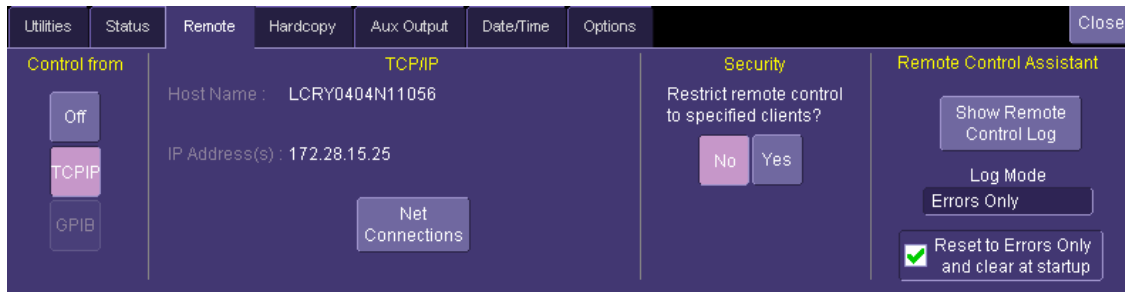 Utilities
Status
Remote
Hardcopy
Aux Output
Date/Time
Options
Close
Control from
Off
TCPIP
GPIB
TCP/IP
Host Name : LCRY0404N11056
IP Address(s) : 172.28.15.25
Net
Connections
Security
Restrict remote control
to specified clients?
No
Yes
Remote Control Assistant
Show Remote
Control Log
Log Mode
Errors Only
Reset to Errors Only
and clear at startup